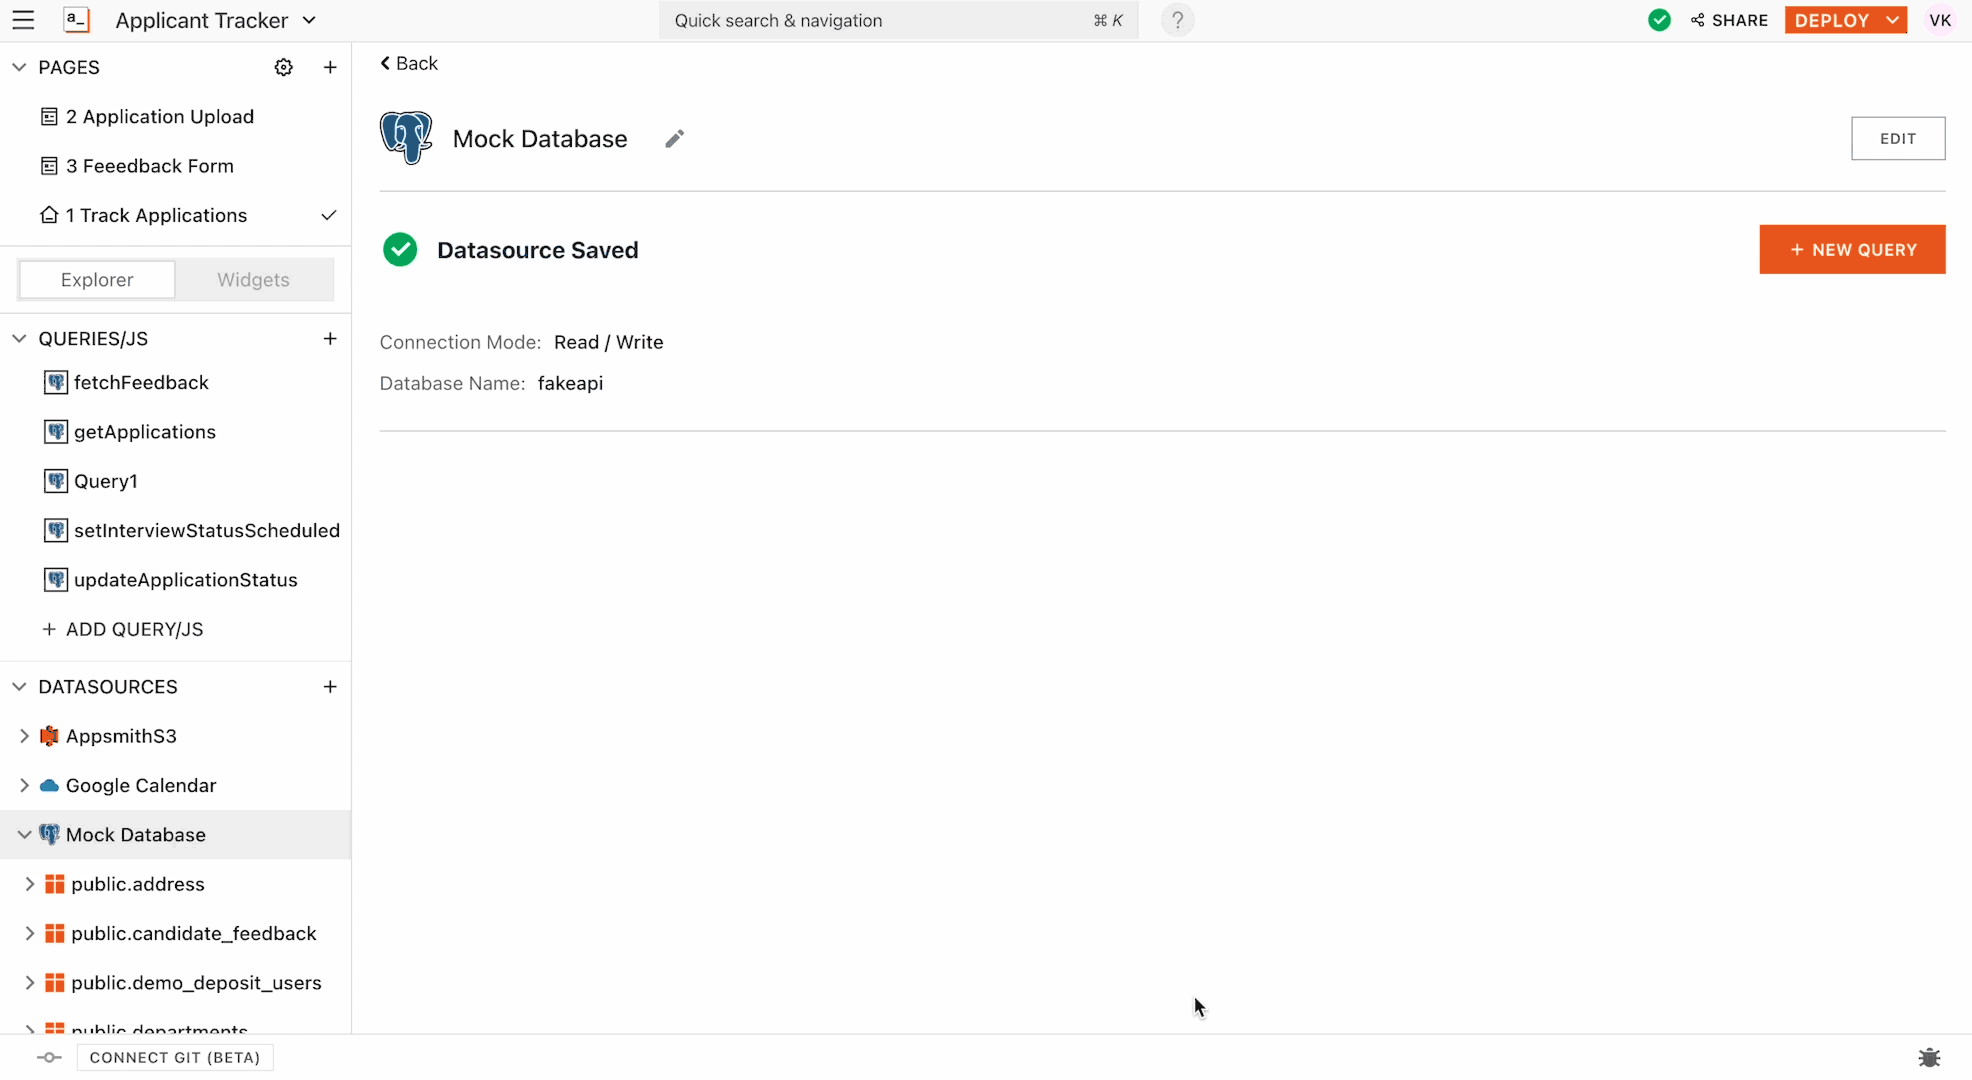 a_
Applicant Tracker
Quick search & navigation
⌘ K
?
SHARE
DEPLOY
VK
PAGES
+
2 Application Upload
3 Feeedback Form
1 Track Applications
Explorer
Widgets
QUERIES/JS
+
fetchFeedback
getApplications
Query1
setInterviewStatusScheduled
updateApplicationStatus
+ ADD QUERY/JS
DATASOURCES
+
AppsmithS3
Google Calendar
Mock Database
public.address
public.candidate_feedback
public.demo_deposit_users
public.departments
CONNECT GIT (BETA)
Back
Mock Database
EDIT
Datasource Saved
+ NEW QUERY
Connection Mode: Read / Write
Database Name: fakeapi